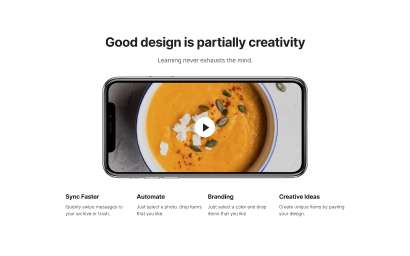 Good design is partially creativity
Learning never exhausts the mind.
Sync Faster
Automate
Branding
Creative Ideas
Quickly swipe messages to
your archive or trash.
Just select a photo, drop items
that you like.
Just select a color and drop
items that you like
Create unique items by pasting
your design.